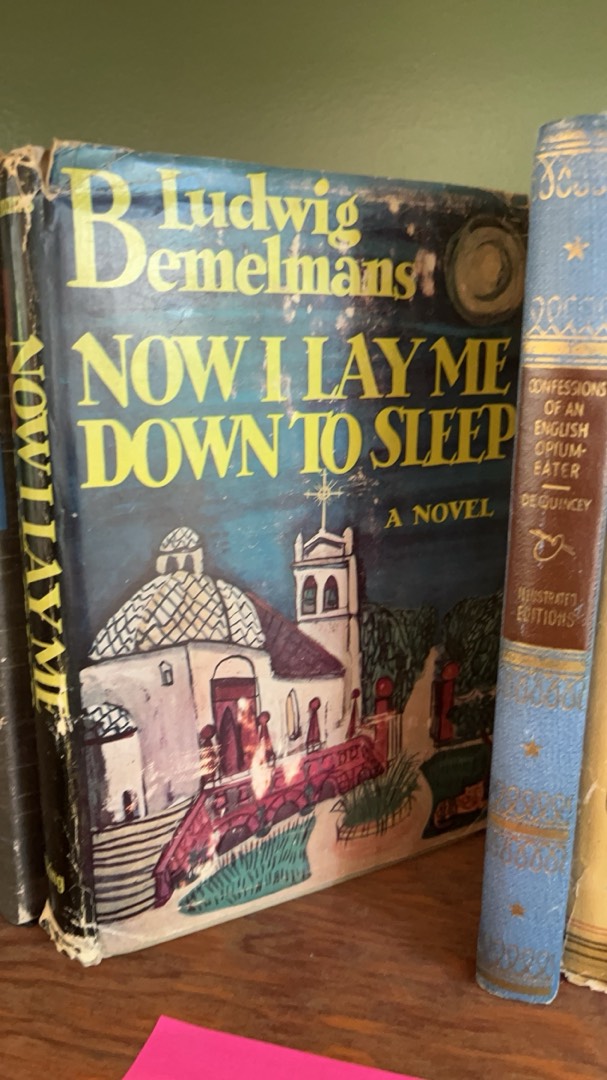 Ludwig
Bemelmans
NOW I LAY ME
DOWN TO SLEEP
A NOVEL
NOW I LAY ME
CONFESSIONS
OF AN
ENGLISH
OPIUM-
EATER
DE QUINCEY
ILLUSTRATED
EDITIONS